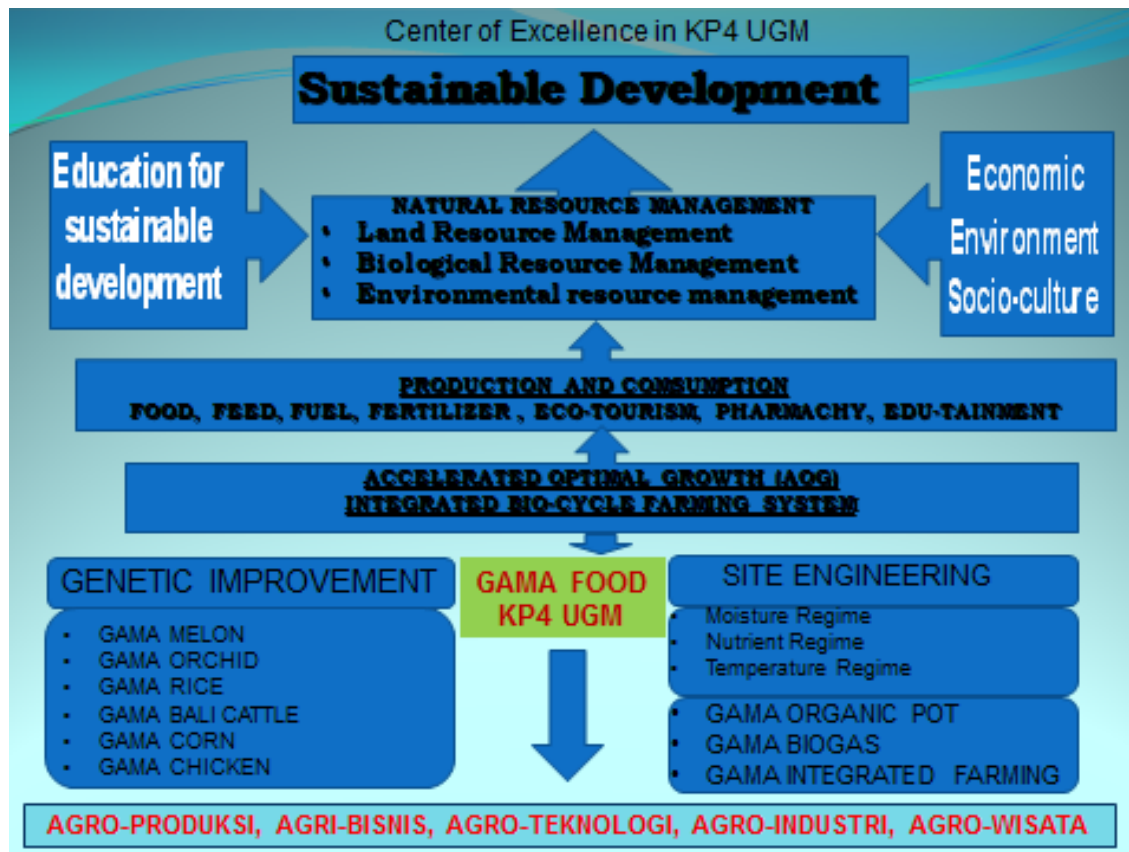 Center of Excellence in KP4 UGM
Sustainable Development
Education for
sustainable
development
NATURAL RESOURCE MANAGEMENT
• Land Resource Management
• Biological Resource Management
• Environmental resource management
Economic
Environment
Socio-culture
PRODUCTION AND CONSUMPTION
FOOD, FEED, FUEL, FERTILIZER , ECO-TOURISM, PHARMACHY, EDU-TAINMENT
ACCELERATED OPTIMAL GROWTH (AOG)
INTEGRATED BIO-CYCLE FARMING SYSTEM
GENETIC IMPROVEMENT
• GAMA MELON
• GAMA ORCHID
• GAMA RICE
• GAMA BALI CATTLE
• GAMA CORN
• GAMA CHICKEN
GAMA FOOD
KP4 UGM
SITE ENGINEERING
• Moisture Regime
• Nutrient Regime
• Temperature Regime
• GAMA ORGANIC POT
• GAMA BIOGAS
• GAMA INTEGRATED FARMING
AGRO-PRODUKSI, AGRI-BISNIS, AGRO-TEKNOLOGI, AGRO-INDUSTRI, AGRO-WISATA